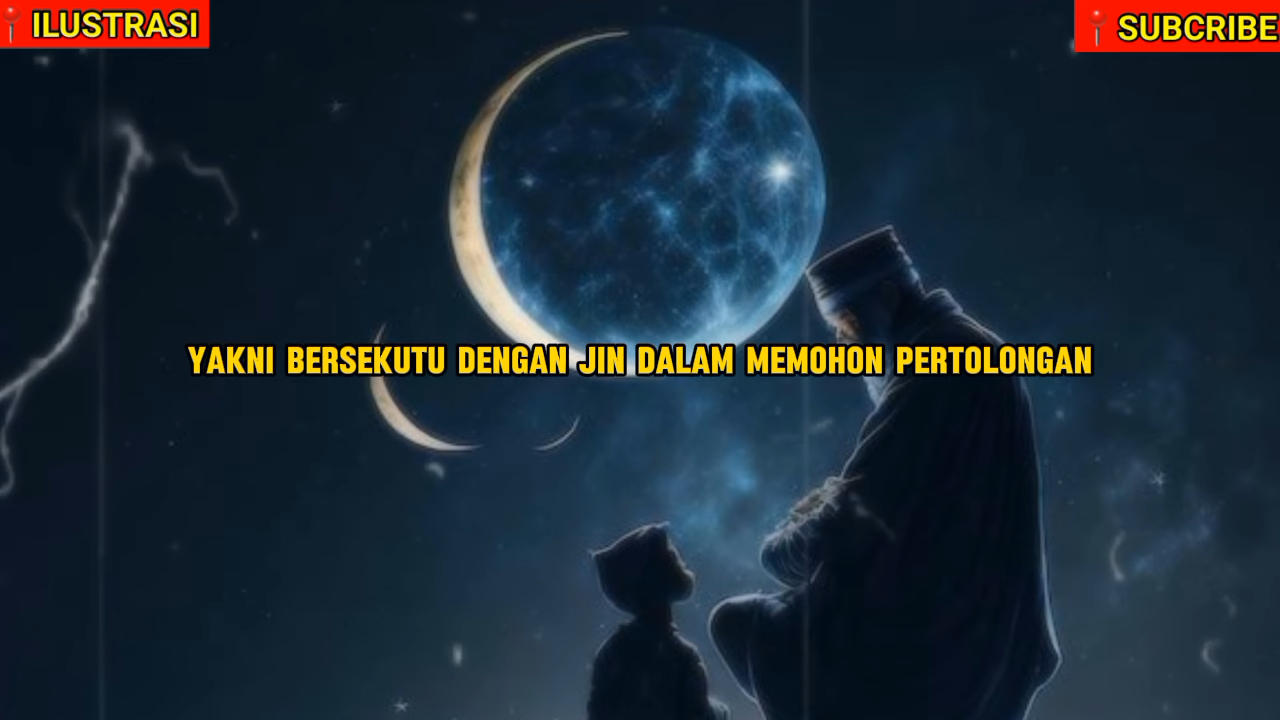 ILUSTRASI
SUBCRIBE
YAKNI BERSEKUTU DENGAN JIN DALAM MEMOHON PERTOLONGAN